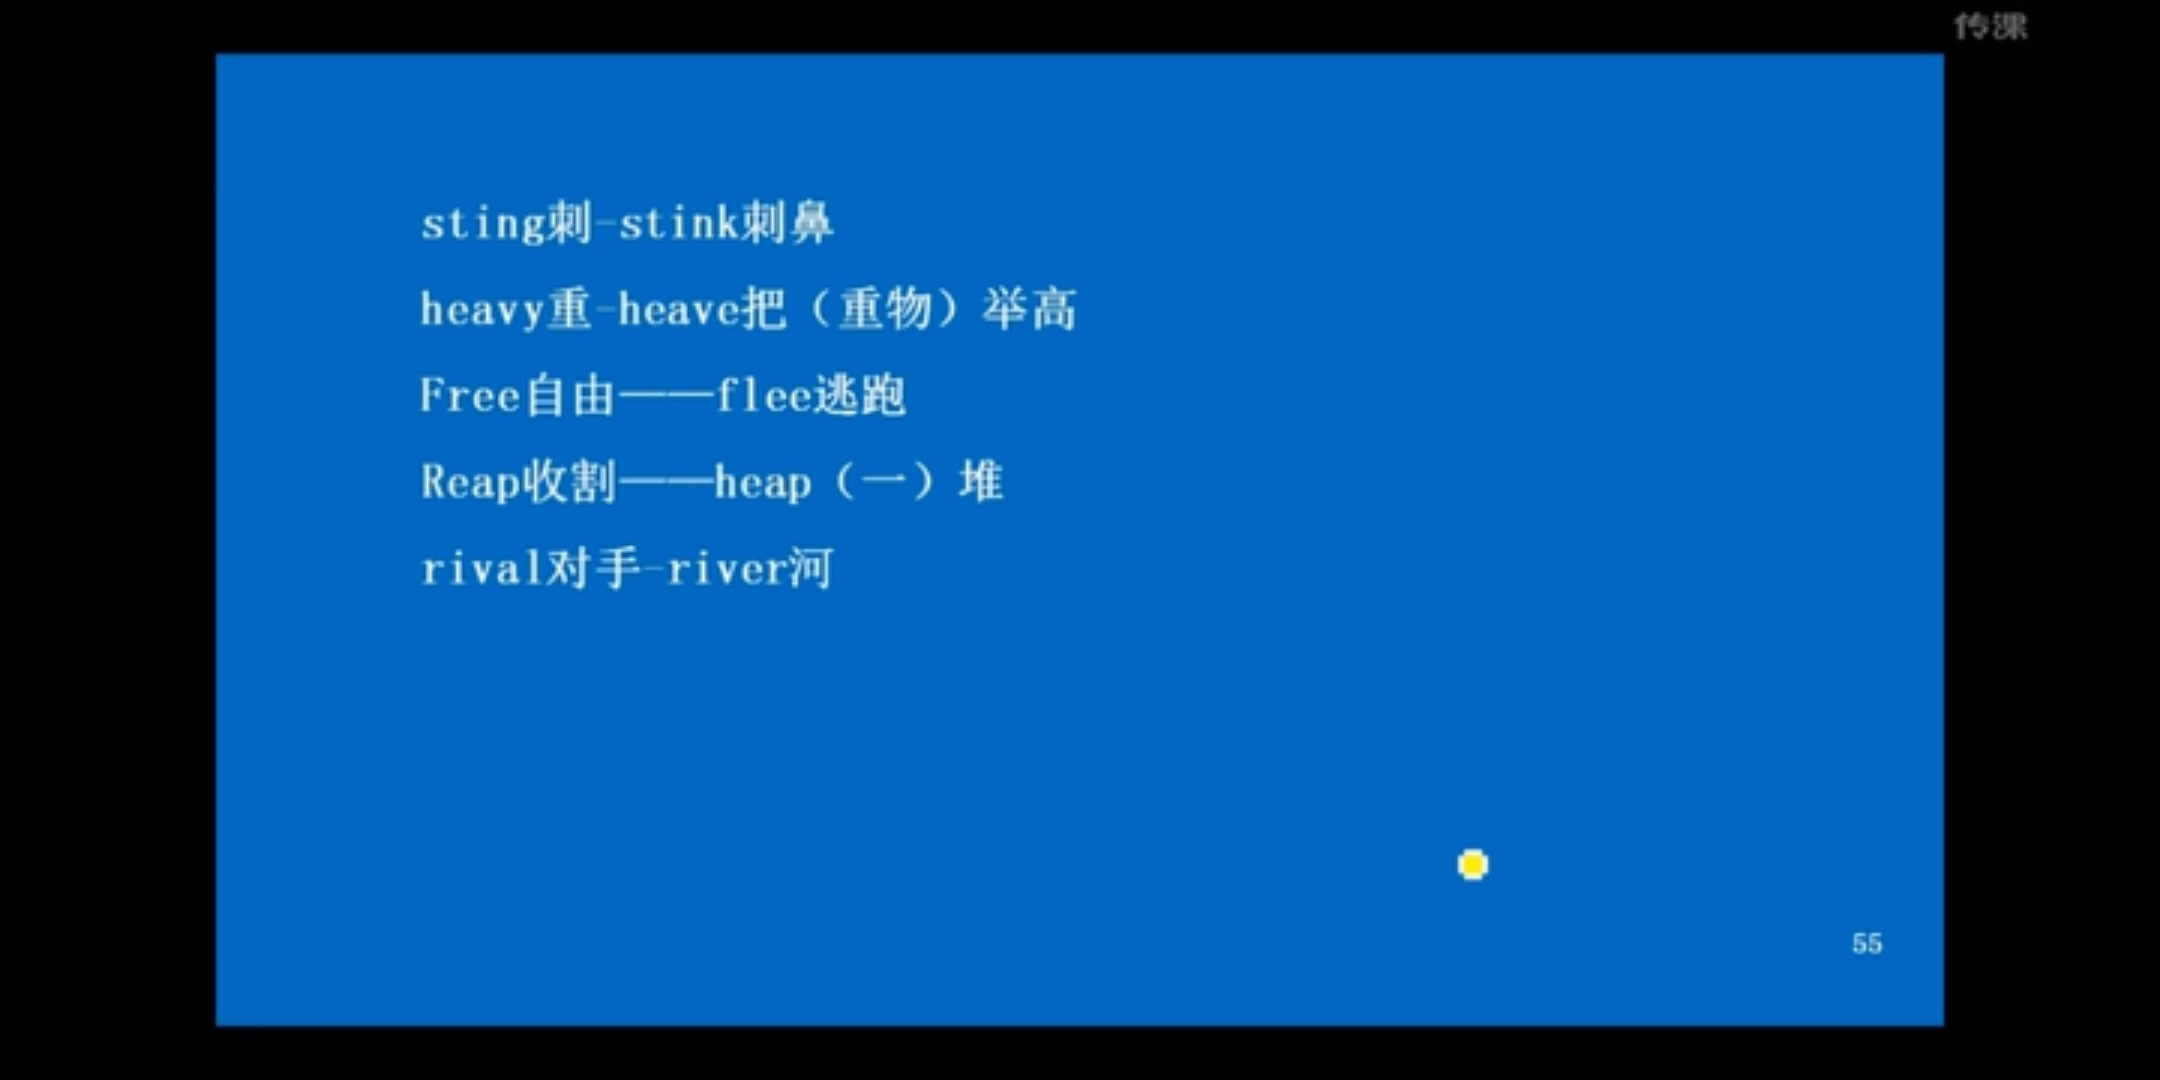 传课
sting刺-stink刺鼻
heavy重-heave把（重物）举高
Free自由——flee逃跑
Reap收割——heap（一）堆
rival对手-river河
55